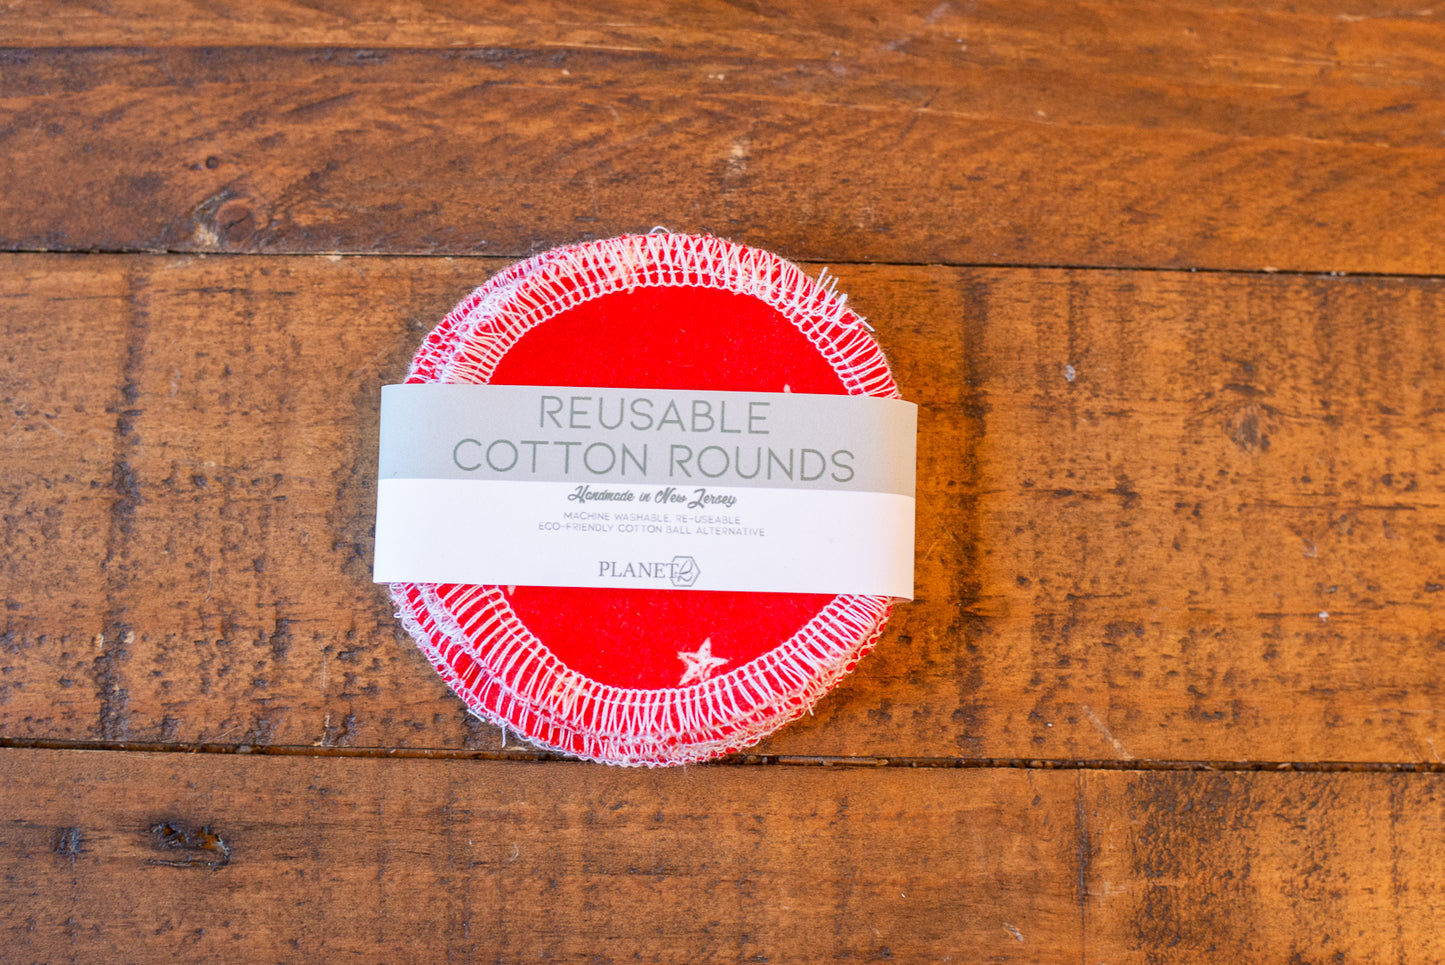 REUSABLE
COTTON ROUNDS
Handmade in New Jersey
MACHINE WASHABLE, RE-USEABLE
ECO-FRIENDLY COTTON BALL ALTERNATIVE
PLANET